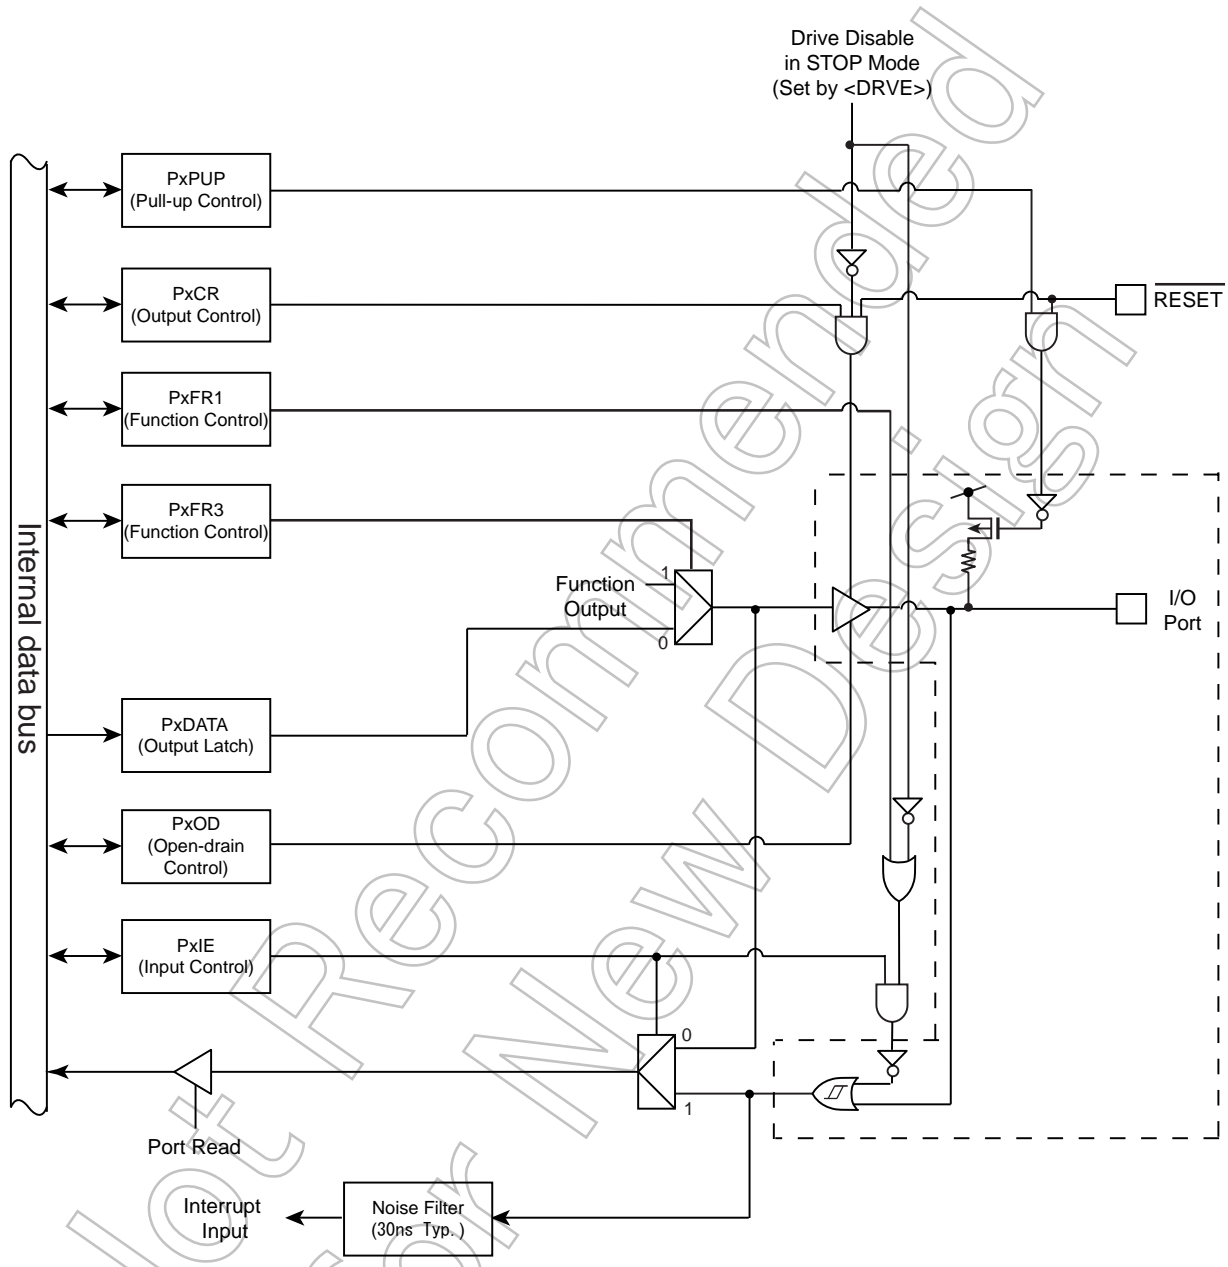 Drive Disable
in STOP Mode
(Set by <DRVE>)
PxPUP
(Pull-up Control)
PxCR
(Output Control)
RESET
PxFR1
(Function Control)
PxFR3
(Function Control)
Internal data bus
1
Function
Output
0
I/O
Port
PxDATA
(Output Latch)
PxOD
(Open-drain
Control)
PxIE
(Input Control)
0
1
Port Read
Interrupt
Input
Noise Filter
(30ns Typ.)
Not Recommended
for New Design